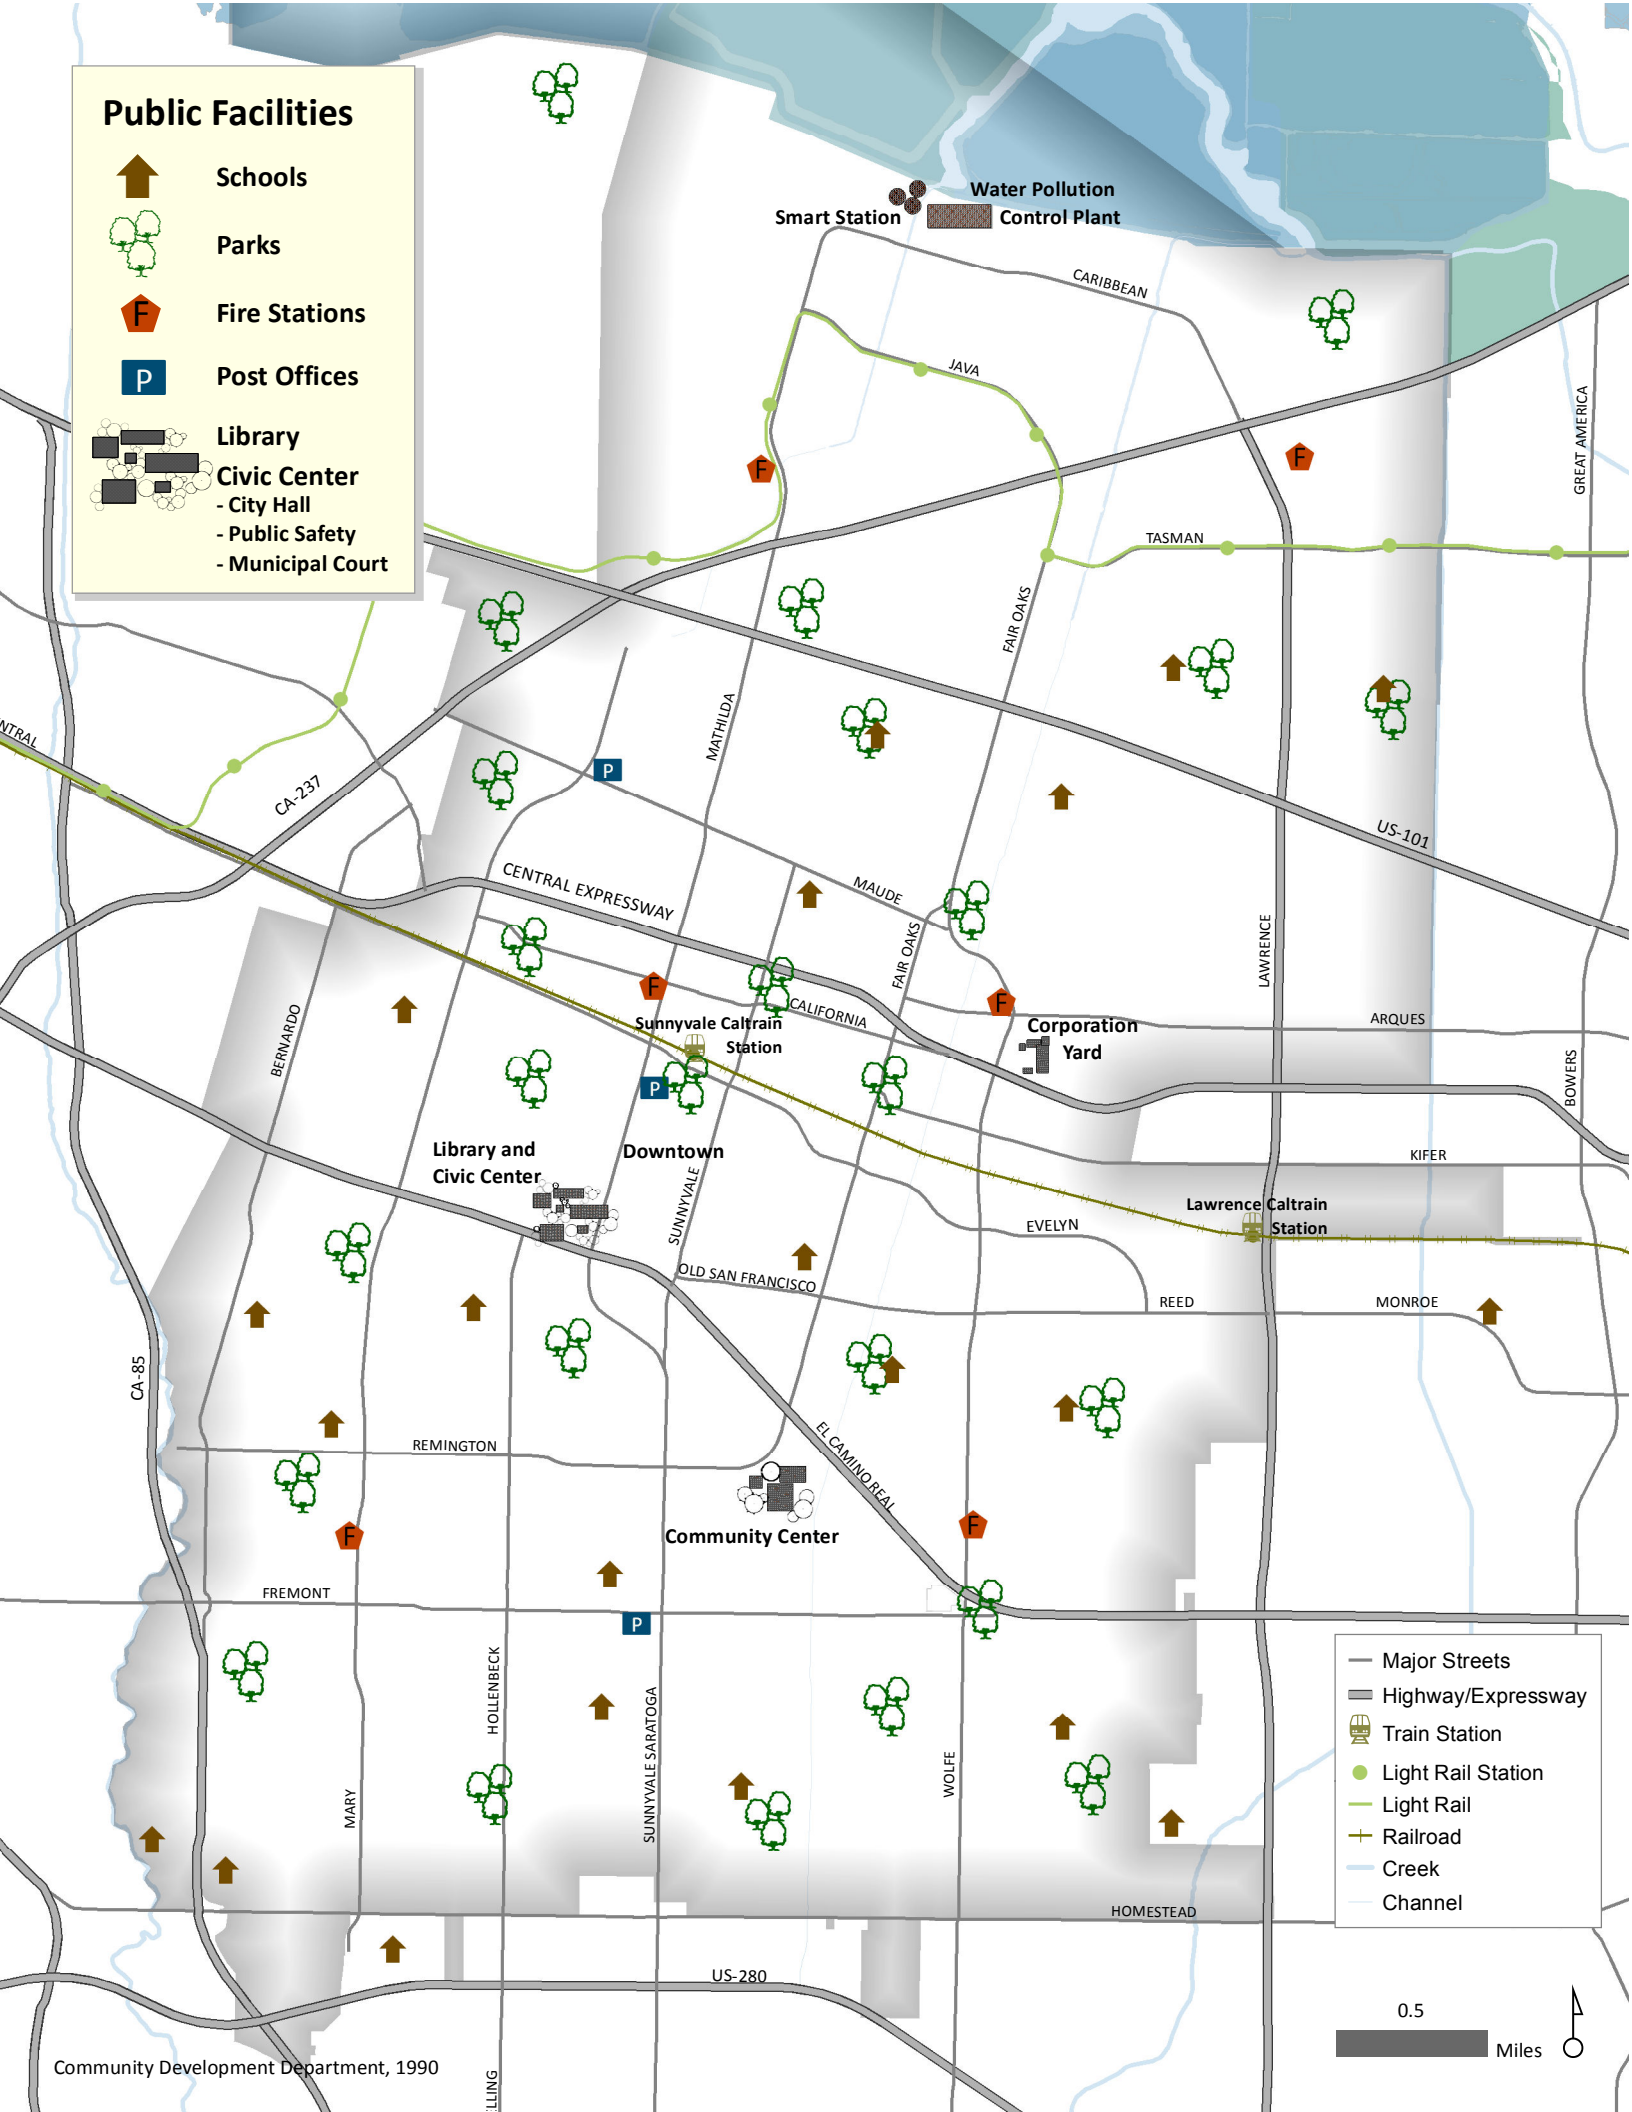 Public Facilities
Schools
Parks
F
Fire Stations
P
Post Offices
Library
Civic Center
- City Hall
- Public Safety
- Municipal Court
Water Pollution
Smart Station
Control Plant
CARIBBEAN
JAVA
GREAT AMERICA
F
F
TASMAN
FAIR OAKS
MATHILDA
NTRAL
P
CA-237
US-101
CENTRAL EXPRESSWAY
MAUDE
LAWRENCE
FAIR OAKS
F
F
CALIFORNIA
ARQUES
Sunnyvale Caltrain
Station
Corporation
Yard
BERNARDO
BOWERS
P
Library and
Civic Center
Downtown
KIFER
SUNNYVALE
Lawrence Caltrain
Station
EVELYN
OLD SAN FRANCISCO
REED
MONROE
CA-85
REMINGTON
EL CAMINO REAL
F
F
Community Center
FREMONT
P
HOLLENBECK
SUNNYVALE SARATOGA
WOLFE
MARY
Major Streets
Highway/Expressway
Train Station
Light Rail Station
Light Rail
Railroad
Creek
Channel
HOMESTEAD
US-280
0.5
Miles
Community Development Department, 1990
ELLING